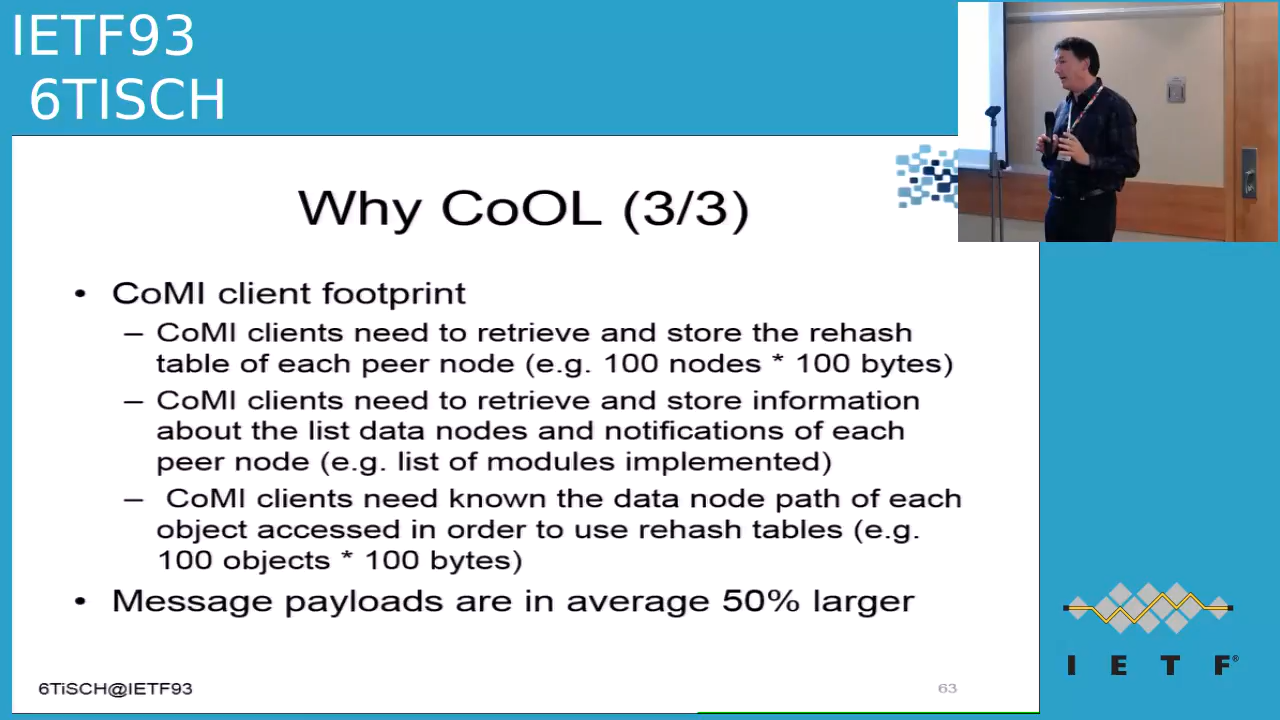 IETF93
6TISCH
Why CoOL (3/3)
• CoMI client footprint
– CoMI clients need to retrieve and store the rehash
table of each peer node (e.g. 100 nodes * 100 bytes)
– CoMI clients need to retrieve and store information
about the list data nodes and notifications of each
peer node (e.g. list of modules implemented)
– CoMI clients need known the data node path of each
object accessed in order to use rehash tables (e.g.
100 objects * 100 bytes)
• Message payloads are in average 50% larger
6TiSCH@IETF93
63
I E T F®